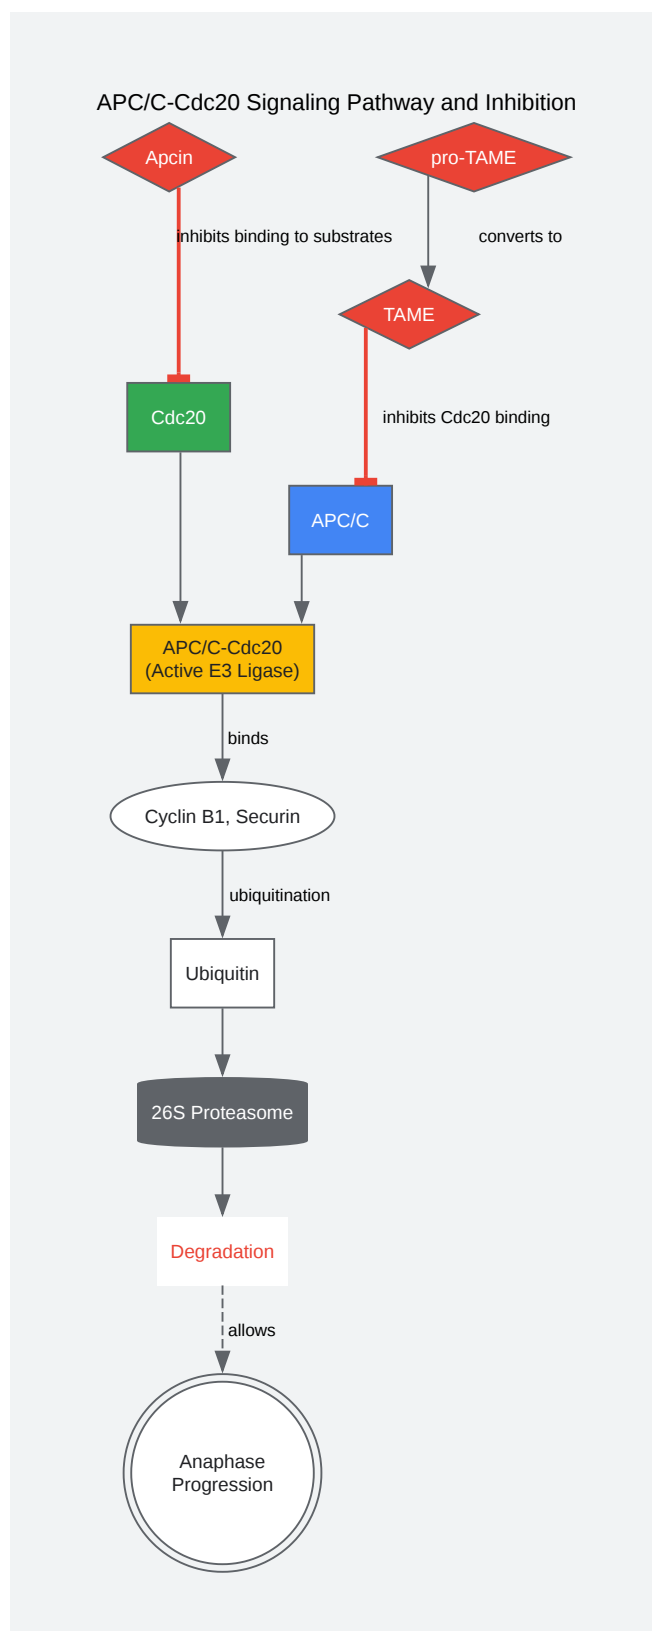 APC/C-Cdc20 Signaling Pathway and Inhibition
Apcin
pro-TAME
inhibits binding to substrates
converts to
TAME
Cdc20
inhibits Cdc20 binding
APC/C
APC/C-Cdc20
(Active E3 Ligase)
binds
Cyclin B1, Securin
ubiquitination
Ubiquitin
26S Proteasome
Degradation
allows
Anaphase
Progression